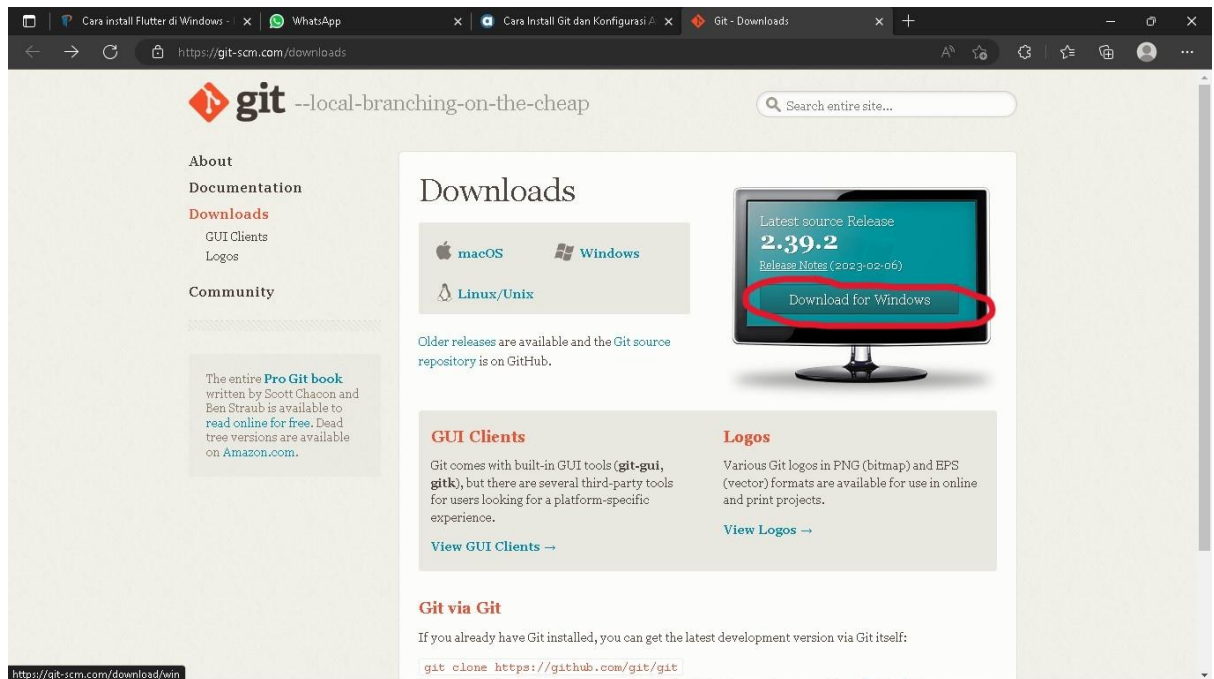 Cara install Flutter di Windows -
WhatsApp
Cara Install Git dan Konfigurasi A
Git - Downloads
https://git-scm.com/downloads
git --local-branching-on-the-cheap
Search entire site...
About
Documentation
Downloads
GUI Clients
Logos
Community
The entire Pro Git book
written by Scott Chacon and
Ben Straub is available to
read online for free. Dead
tree versions are available
on Amazon.com.
Downloads
macOS
Windows
Linux/Unix
Older releases are available and the Git source
repository is on GitHub.
Latest source Release
2.39.2
Release Notes (2023-02-06)
Download for Windows
GUI Clients
Git comes with built-in GUI tools (git-gui,
gitk), but there are several third-party tools
for users looking for a platform-specific
experience.
View GUI Clients →
Logos
Various Git logos in PNG (bitmap) and EPS
(vector) formats are available for use in online
and print projects.
View Logos →
Git via Git
If you already have Git installed, you can get the latest development version via Git itself:
git clone https://github.com/git/git
https://git-scm.com/download/win